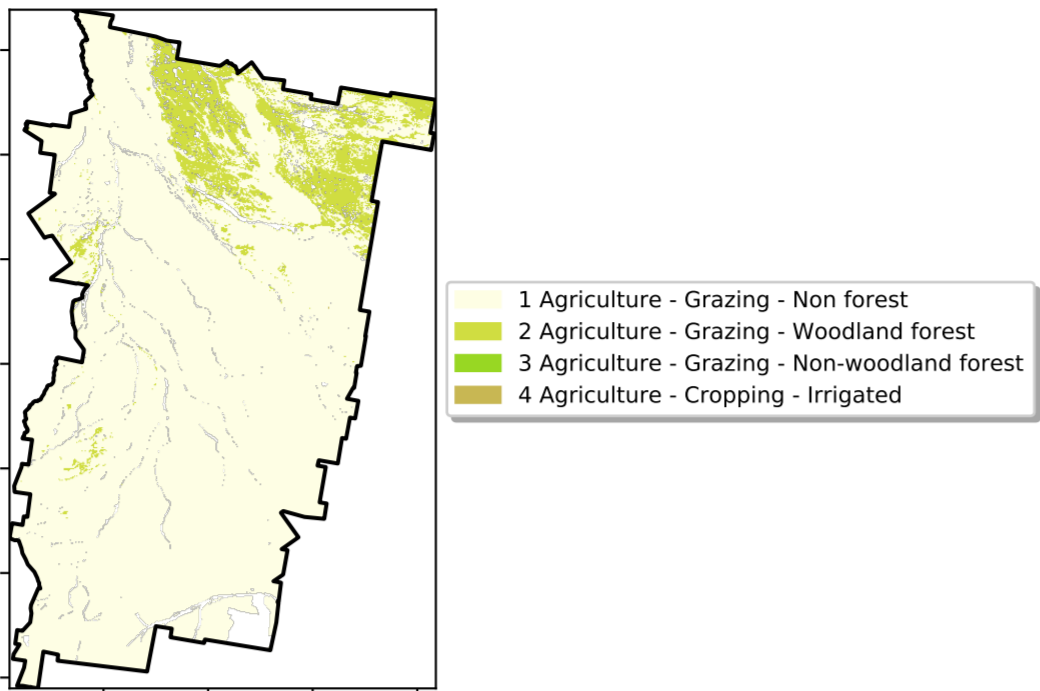 1 Agriculture - Grazing - Non forest
2 Agriculture - Grazing - Woodland forest
3 Agriculture - Grazing - Non-woodland forest
4 Agriculture - Cropping - Irrigated